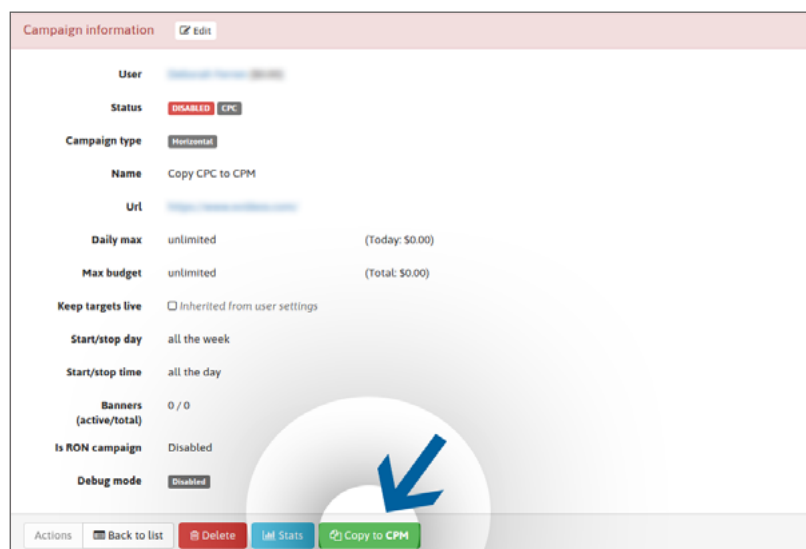 Campaign information Edit
User
Status DISABLED CPC
Campaign type Horizontal
Name Copy CPC to CPM
Url
Daily max unlimited (Today: $0.00)
Max budget unlimited (Total: $0.00)
Keep targets live Inherited from user settings
Start/stop day all the week
Start/stop time all the day
Banners 0 / 0
(active/total)
Is RON campaign Disabled
Debug mode Disabled
Actions Back to list Delete Stats Copy to CPM